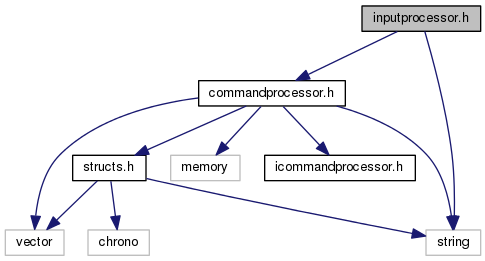 inputprocessor.h
commandprocessor.h
structs.h
memory
icommandprocessor.h
vector
chrono
string